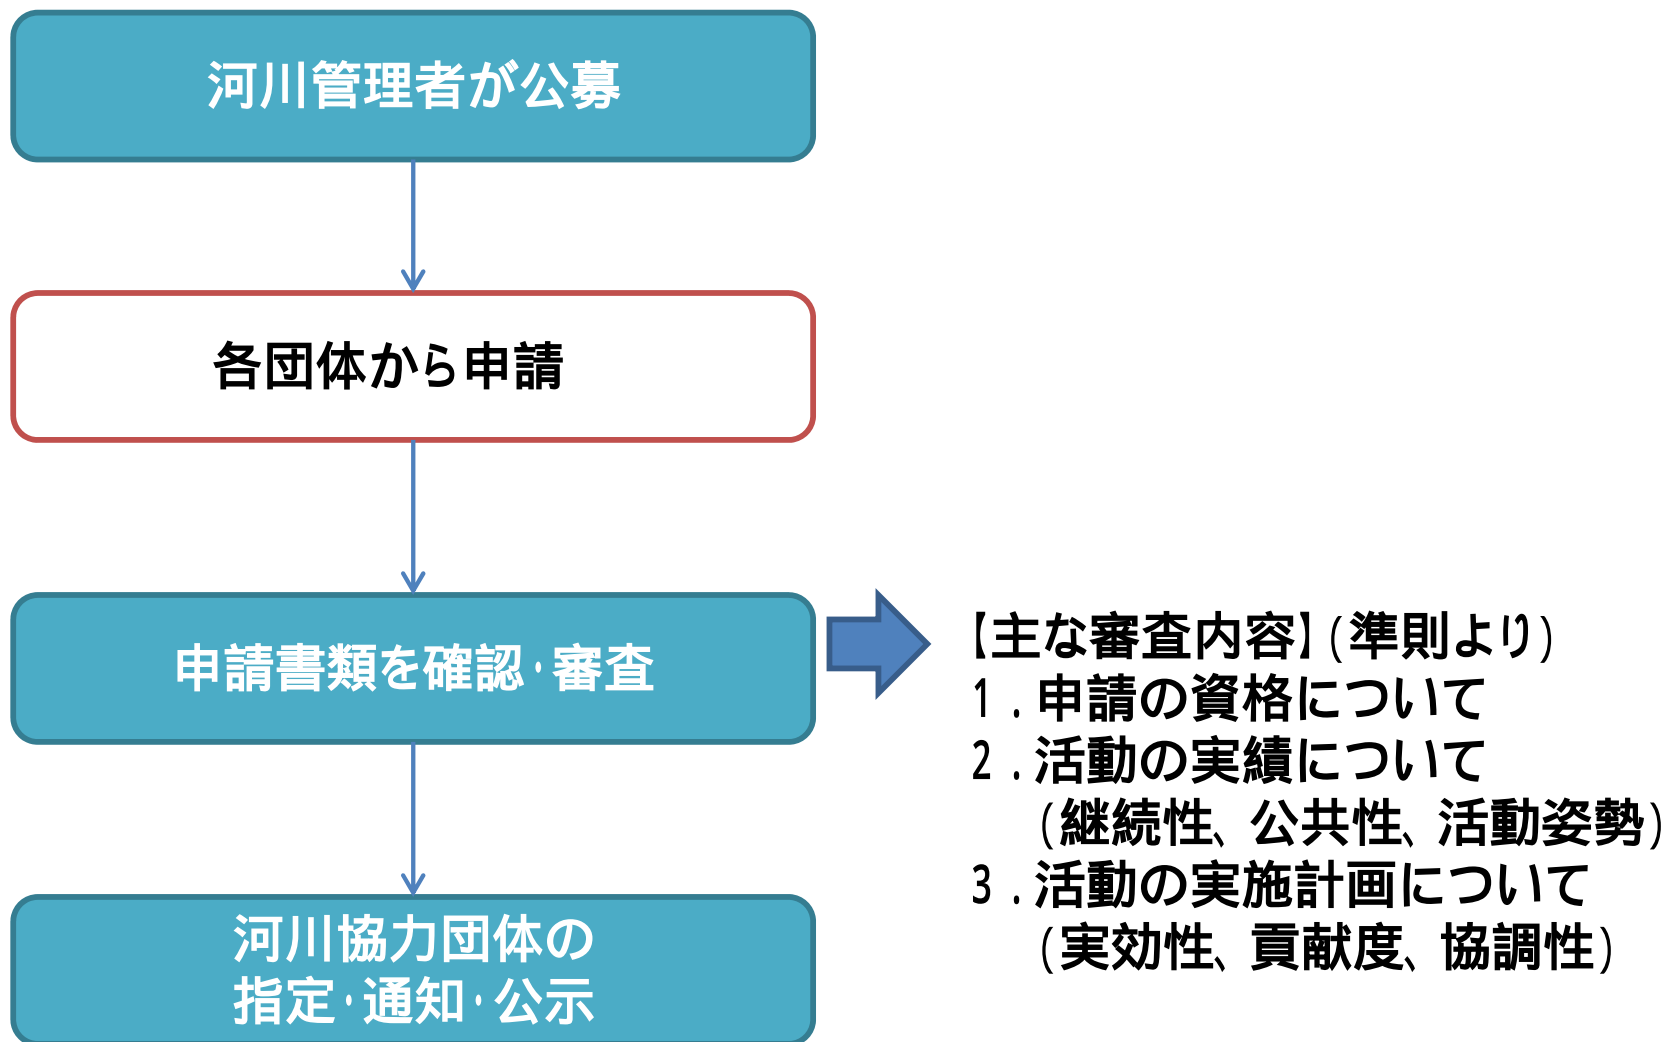 河川管理者が公募
各団体から申請
申請書類を確認･審査
河川協力団体の
指定･通知･公示
【主な審査内容】(準則より)
1．申請の資格について
2．活動の実績について
(継続性、公共性、活動姿勢)
3．活動の実施計画について
(実効性、貢献度、協調性)